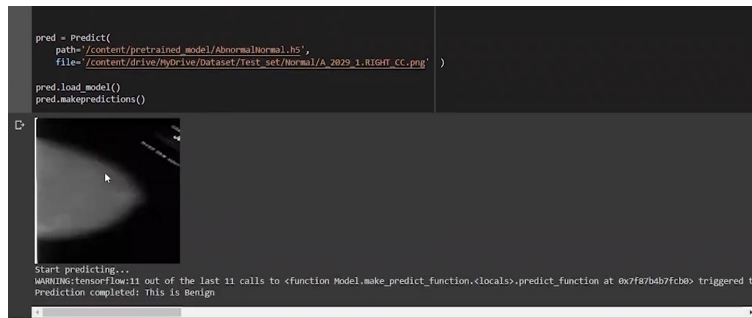 pred = Predict(
path='/content/pretrained_model/AbnormalNormal.h5',
file='/content/drive/MyDrive/Dataset/Test_set/Normal/A_2029_1.RIGHT_CC.png' )
pred.load_model()
pred.makepredictions()
Start predicting...
WARNING:tensorflow:11 out of the last 11 calls to <function Model.make_predict_function.<locals>.predict_function at 0x7f87b4b7fcb0> triggered t
Prediction completed: This is Benign